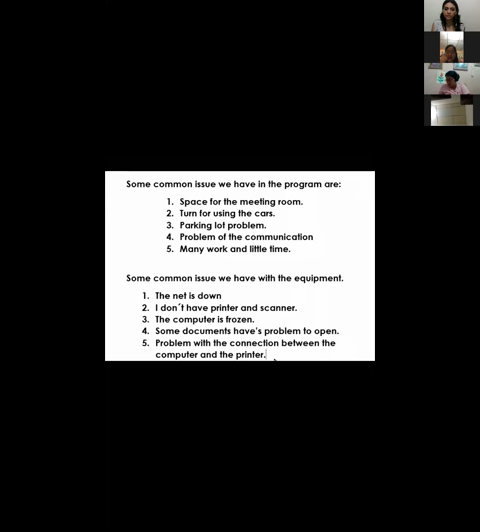 Some common issue we have in the program are:
1. Space for the meeting room.
2. Turn for using the cars.
3. Parking lot problem.
4. Problem of the communication
5. Many work and little time.
Some common issue we have with the equipment.
1. The net is down
2. I don´t have printer and scanner.
3. The computer is frozen.
4. Some documents have's problem to open.
5. Problem with the connection between the
computer and the printer.